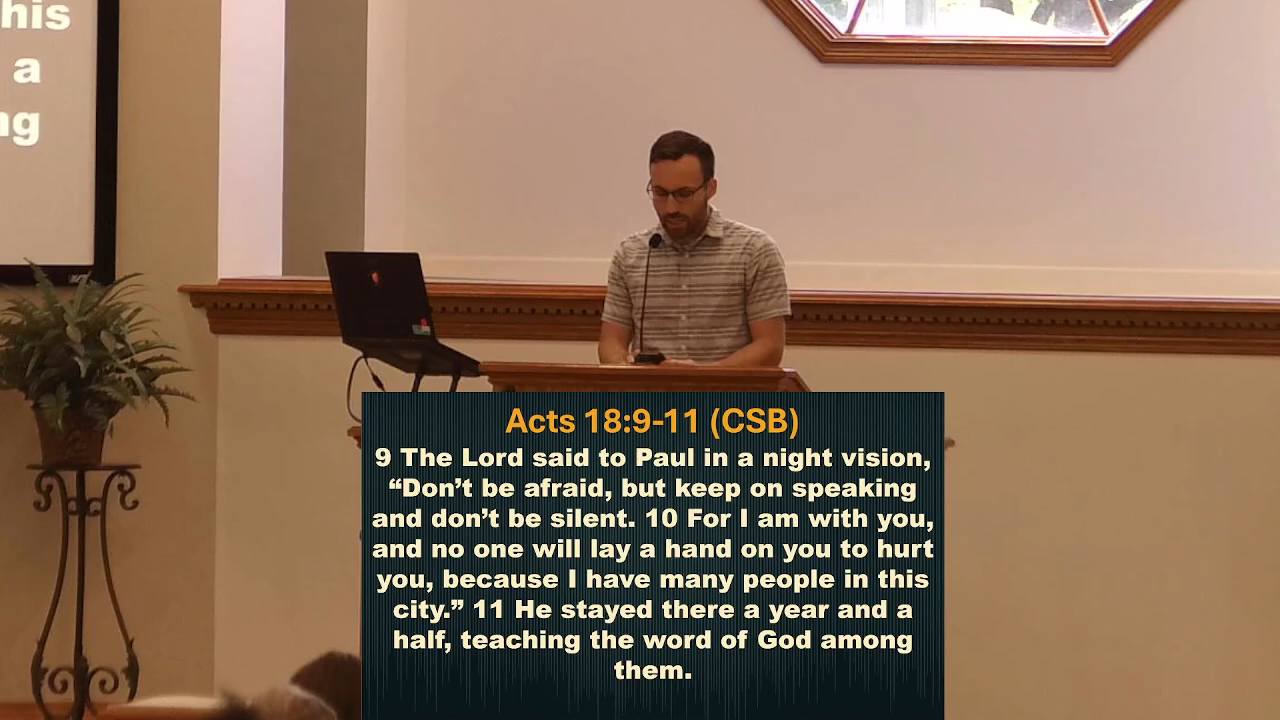 his
a
ng
Acts 18:9-11 (CSB)
9 The Lord said to Paul in a night vision,
“Don’t be afraid, but keep on speaking
and don’t be silent. 10 For I am with you,
and no one will lay a hand on you to hurt
you, because I have many people in this
city.” 11 He stayed there a year and a
half, teaching the word of God among
them.